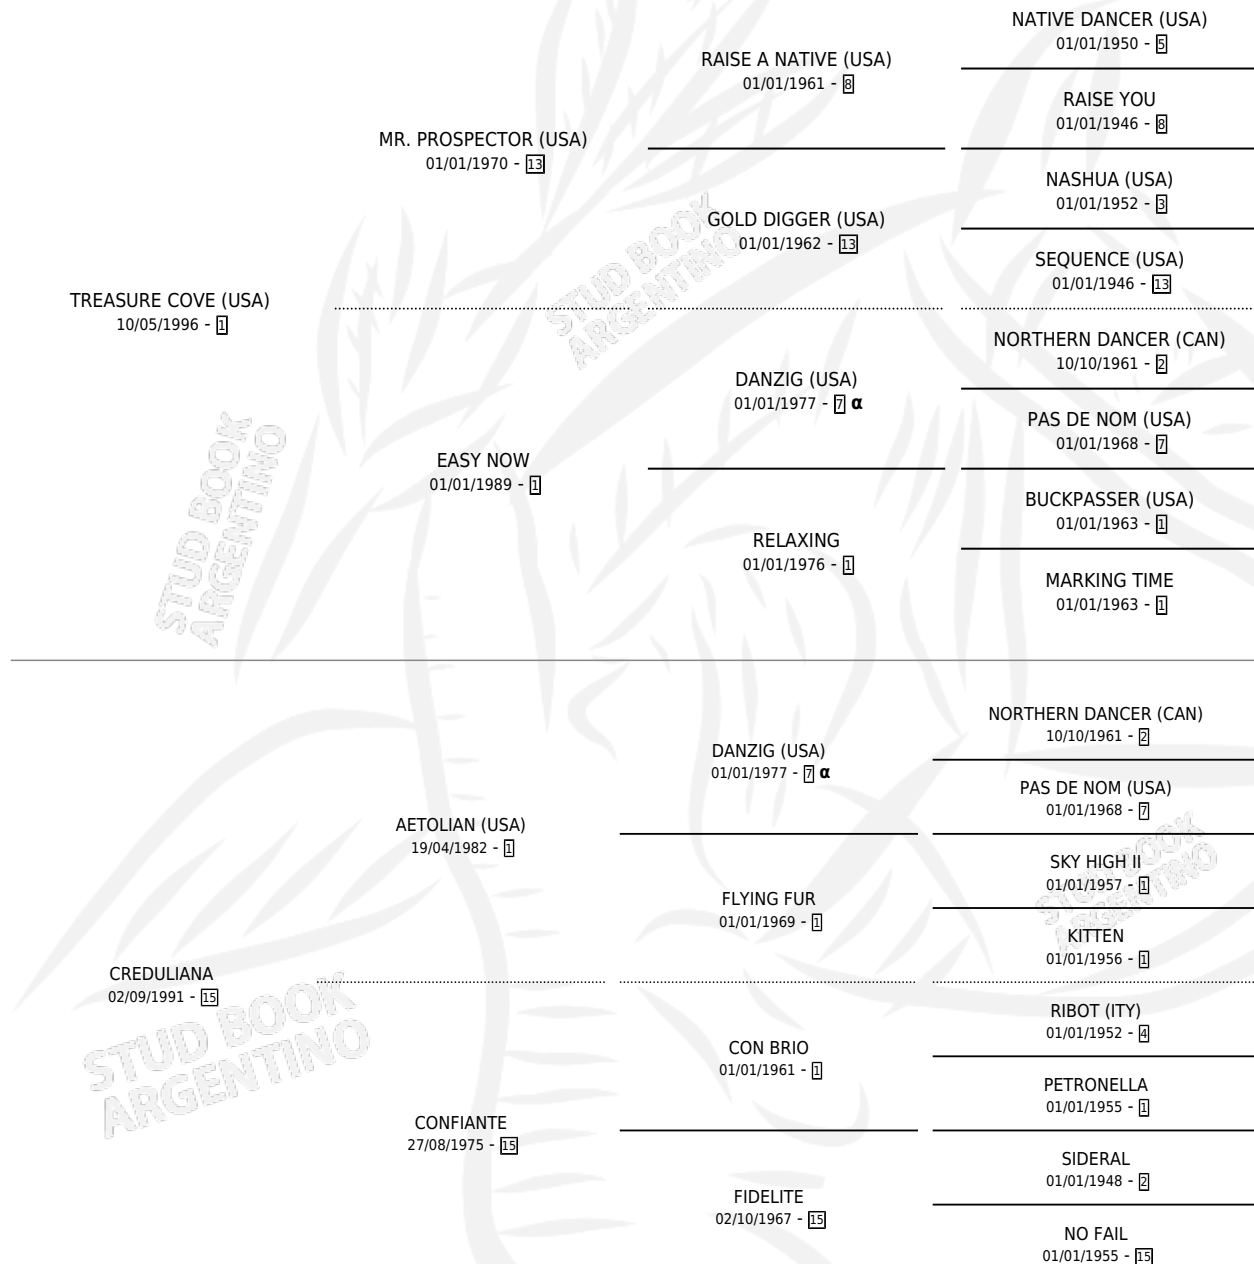 NATIVE DANCER (USA)
01/01/1950 - 5
RAISE A NATIVE (USA)
01/01/1961 - 8
RAISE YOU
01/01/1946 - 8
MR. PROSPECTOR (USA)
01/01/1970 - 13
NASHUA (USA)
01/01/1952 - 3
GOLD DIGGER (USA)
01/01/1962 - 13
SEQUENCE (USA)
01/01/1946 - 13
TREASURE COVE (USA)
10/05/1996 - 1
NORTHERN DANCER (CAN)
10/10/1961 - 2
DANZIG (USA)
01/01/1977 - 7 α
PAS DE NOM (USA)
01/01/1968 - 7
EASY NOW
01/01/1989 - 1
BUCKPASSER (USA)
01/01/1963 - 1
RELAXING
01/01/1976 - 1
MARKING TIME
01/01/1963 - 1
NORTHERN DANCER (CAN)
10/10/1961 - 2
DANZIG (USA)
01/01/1977 - 7 α
PAS DE NOM (USA)
01/01/1968 - 7
AETOLIAN (USA)
19/04/1982 - 1
SKY HIGH II
01/01/1957 - 1
FLYING FUR
01/01/1969 - 1
KITTEN
01/01/1956 - 1
CREDULIANA
02/09/1991 - 15
RIBOT (ITY)
01/01/1952 - 4
CON BRIO
01/01/1961 - 1
PETRONELLA
01/01/1955 - 1
CONFIANTE
27/08/1975 - 15
SIDERAL
01/01/1948 - 2
FIDELITE
02/10/1967 - 15
NO FAIL
01/01/1955 - 15
STUD BOOK
ARGENTINO
STUD BOOK
ARGENTINO
STUD BOOK
ARGENTINO
STUD BOOK
ARGENTINO